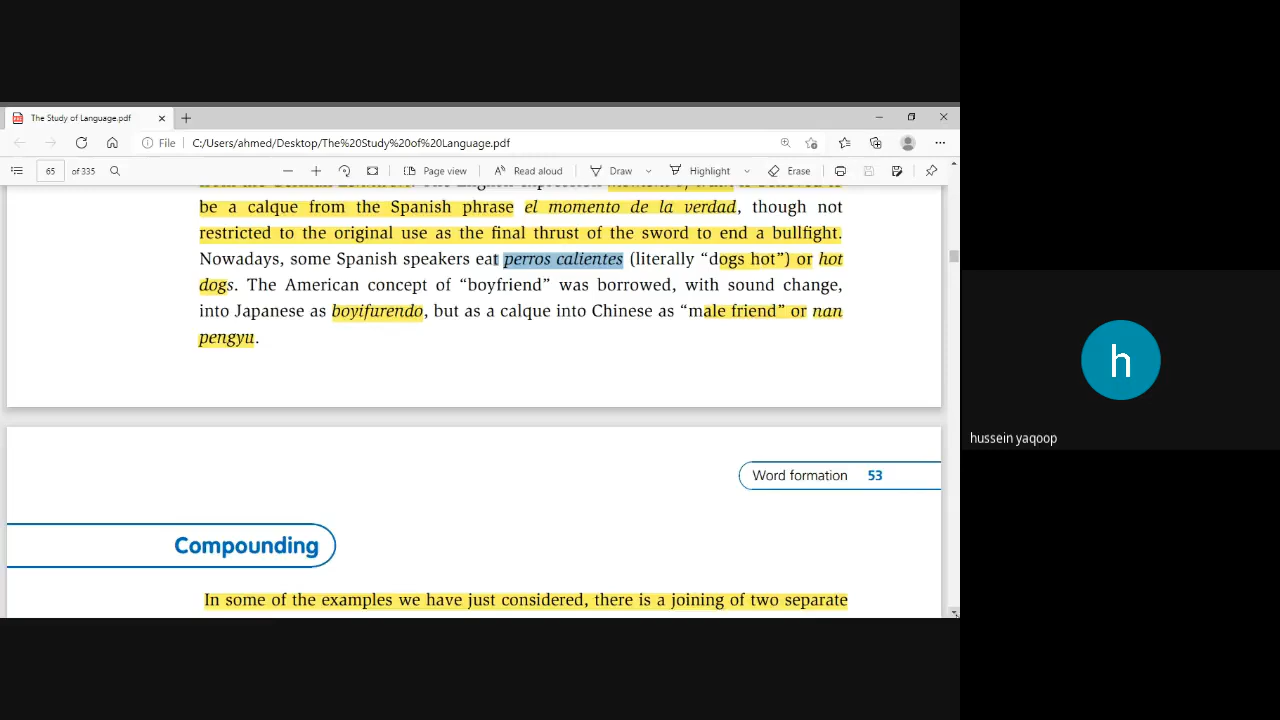 The Study of Language.pdf
File C:/Users/ahmed/Desktop/The%20Study%20of%20Language.pdf
65 of 335 Page view Read aloud Draw Highlight Erase
be a calque from the Spanish phrase el momento de la verdad, though not
restricted to the original use as the final thrust of the sword to end a bullfight.
Nowadays, some Spanish speakers eat perros calientes (literally “dogs hot”) or hot
dogs. The American concept of “boyfriend” was borrowed, with sound change,
into Japanese as boyifurendo, but as a calque into Chinese as “male friend” or nan
pengyu.
Word formation 53
Compounding
In some of the examples we have just considered, there is a joining of two separate
h
hussein yaqoop